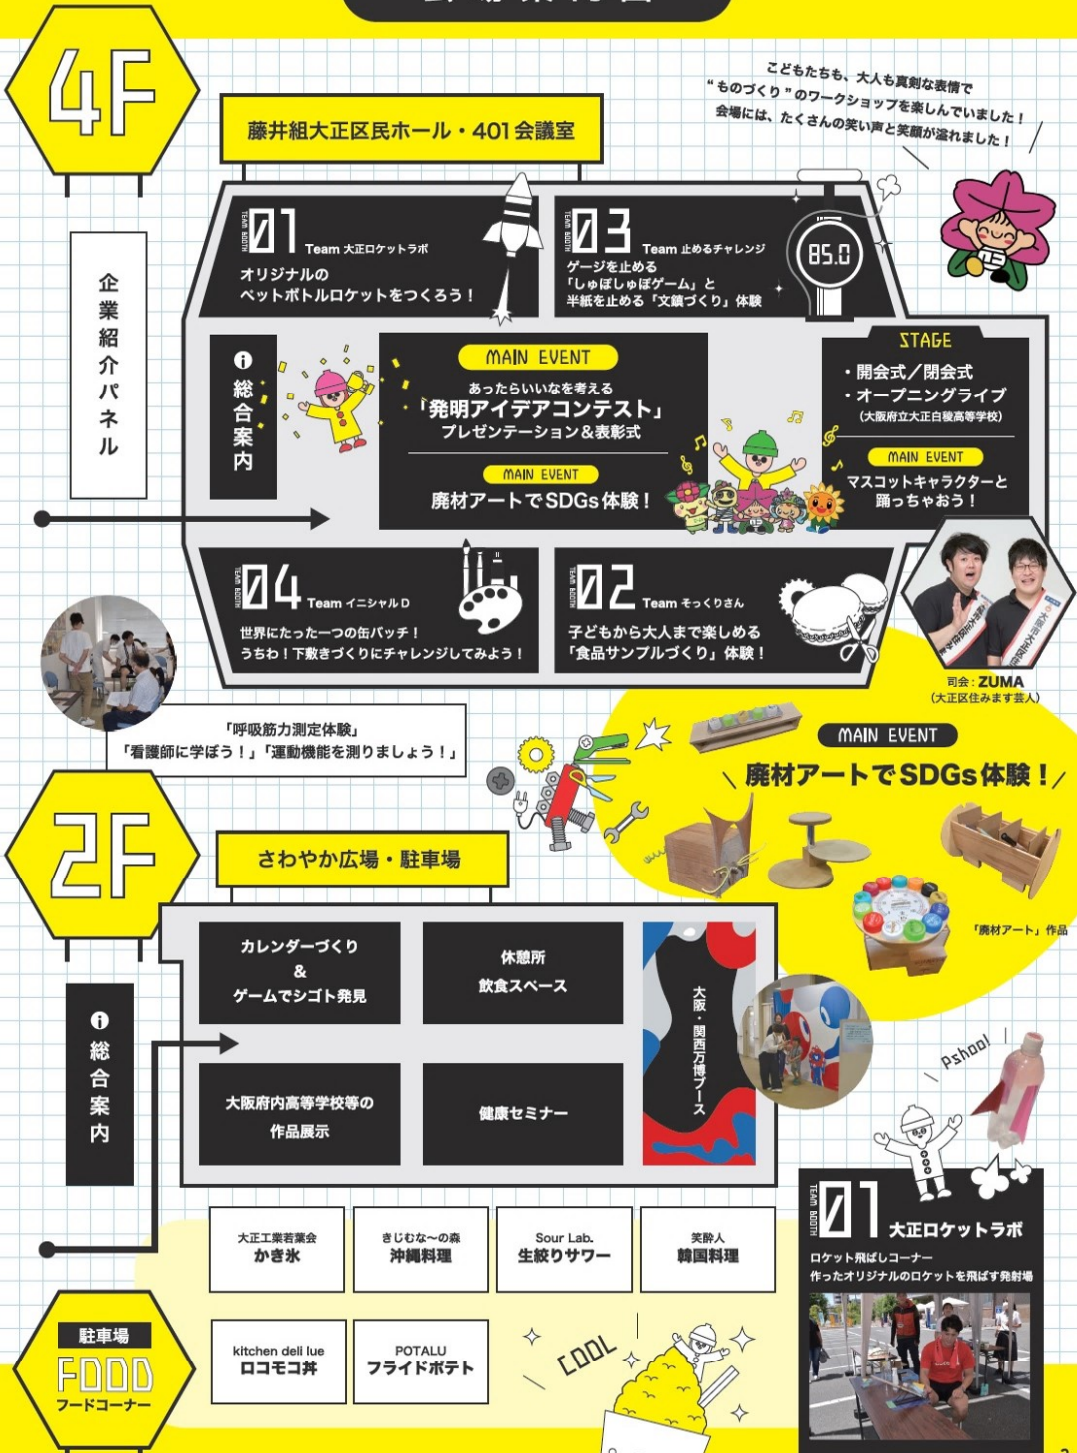 4F
藤井組大正区民ホール・401会議室
こどもたちも、大人も真剣な表情で
“ものづくり”のワークショップを楽しんでいました！
会場には、たくさんの笑い声と笑顔が溢れました！
企業紹介パネル
TEAM BOOTH 01 Team 大正ロケットラボ
オリジナルの
ペットボトルロケットをつくろう！
TEAM BOOTH 03 Team 止めるチャレンジ
ゲージを止める
「しゅぽしゅぽゲーム」と
半紙を止める「文鎮づくり」体験
85.0
総合案内
MAIN EVENT
あったらいいなを考える
「発明アイデアコンテスト」
プレゼンテーション＆表彰式
MAIN EVENT
廃材アートでSDGs体験！
STAGE
・開会式／閉会式
・オープニングライブ
（大阪府立大正白稜高等学校）
MAIN EVENT
マスコットキャラクターと
踊っちゃおう！
TEAM BOOTH 04 Team イニシャルD
世界にたった一つの缶バッチ！
うちわ！下敷きづくりにチャレンジしてみよう！
TEAM BOOTH 02 Team そっくりさん
子どもから大人まで楽しめる
「食品サンプルづくり」体験！
司会：ZUMA
（大正区住みます芸人）
「呼吸筋力測定体験」
「看護師に学ぼう！」「運動機能を測りましょう！」
MAIN EVENT
廃材アートでSDGs体験！
「廃材アート」作品
2F
さわやか広場・駐車場
総合案内
カレンダーづくり
＆
ゲームでシゴト発見
休憩所
飲食スペース
大阪・関西万博ブース
大阪府内高等学校等の
作品展示
健康セミナー
Pshoo!
TEAM BOOTH 01 大正ロケットラボ
ロケット飛ばしコーナー
作ったオリジナルのロケットを飛ばす発射場
駐車場
FOOD
フードコーナー
大正工業若葉会
かき氷
きじむな〜の森
沖縄料理
Sour Lab.
生絞りサワー
笑酔人
韓国料理
kitchen deli lue
ロコモコ丼
POTALU
フライドポテト
COOL